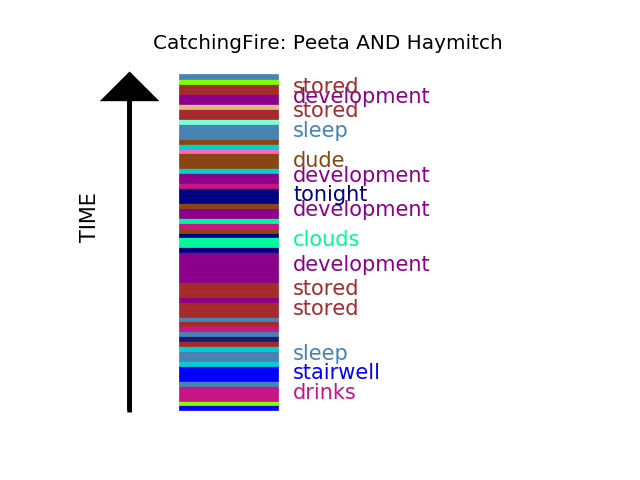 CatchingFire: Peeta AND Haymitch
stored
development
stored
sleep
dude
development
tonight
development
clouds
development
stored
stored
sleep
stairwell
drinks
TIME